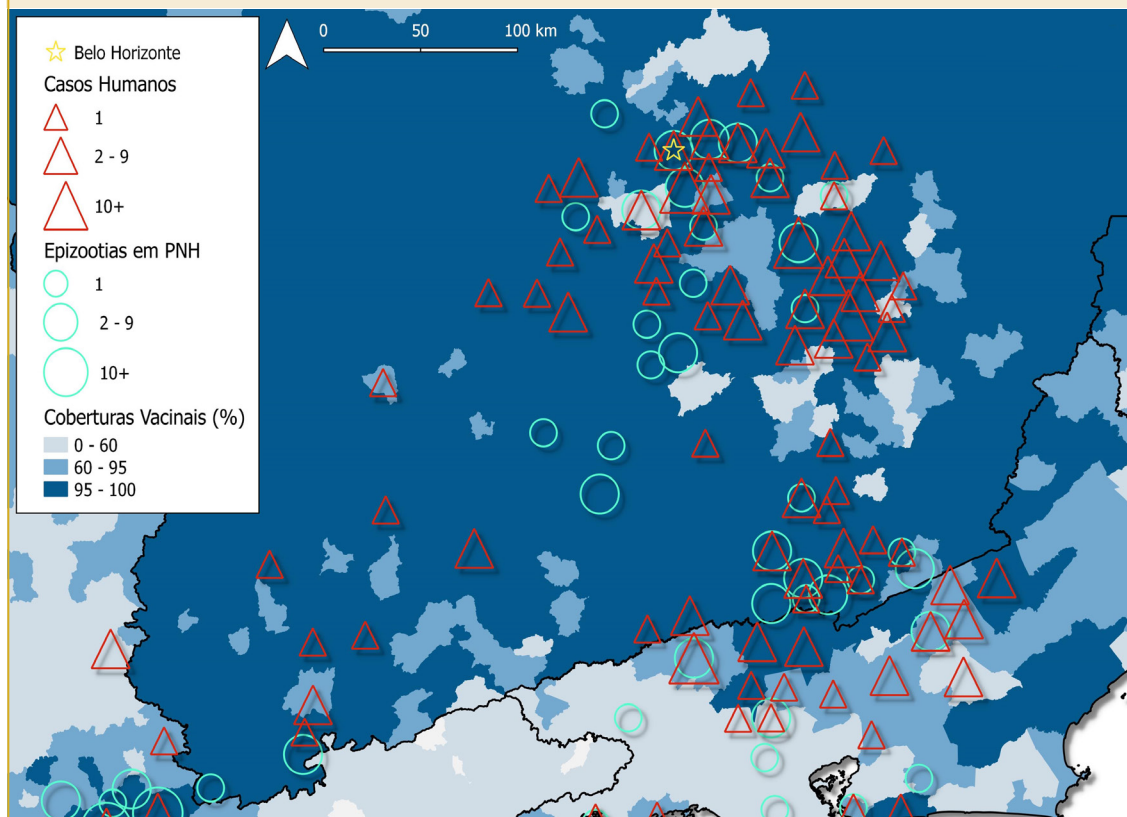 0 50 100 km
Belo Horizonte
Casos Humanos
1
2 - 9
10+
Epizootias em PNH
1
2 - 9
10+
Coberturas Vacinais (%)
0 - 60
60 - 95
95 - 100